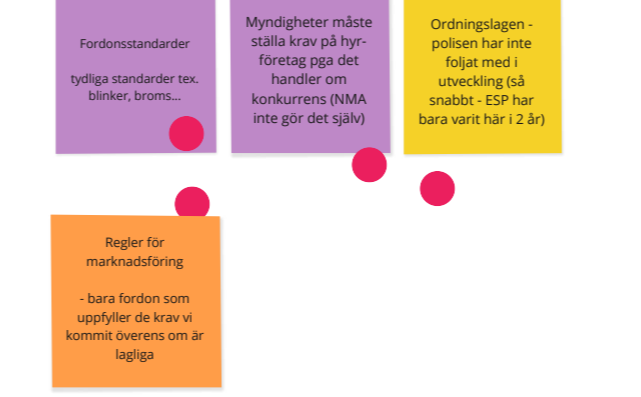 Fordonsstandarder
tydliga standarder tex.
blinker, broms...
Myndigheter måste
ställa krav på hyr-
företag pga det
handler om
konkurrens (NMA
inte gör det själv)
Ordningslagen -
polisen har inte
foljat med i
utveckling (så
snabbt - ESP har
bara varit här i 2 år)
Regler för
marknadsföring
- bara fordon som
uppfyller de krav vi
kommit överens om är
lagliga